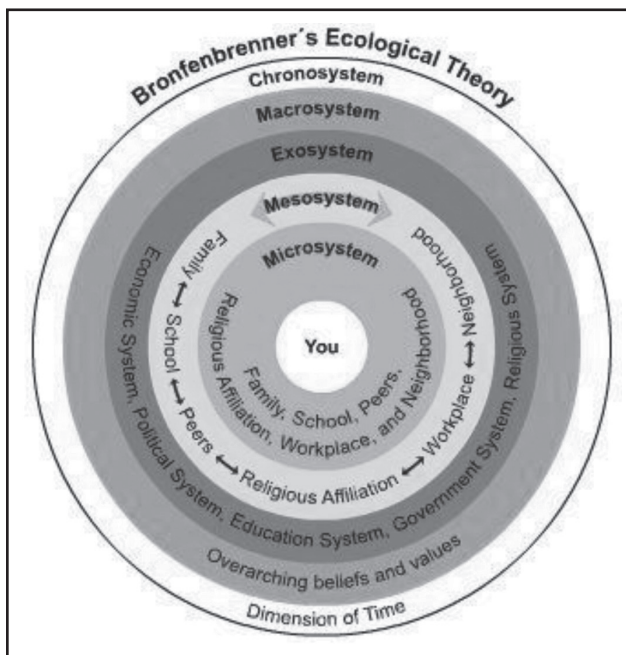 Bronfenbrenner´s Ecological Theory
Chronosystem
Macrosystem
Exosystem
Mesosystem
Family ↔ School ↔ Peers ↔ Religious Affiliation ↔ Workplace ↔ Neighborhood
Microsystem
You
Family, School, Peers,
Religious Affiliation, Workplace, and Neighborhood
Economic System, Political System, Education System, Government System, Religious System
Overarching beliefs and values
Dimension of Time